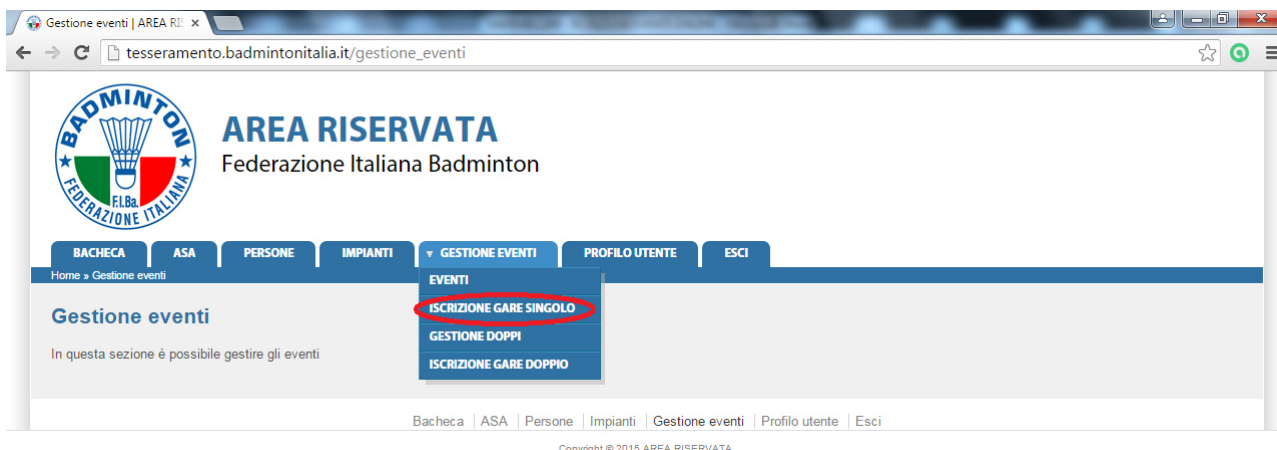 Gestione eventi | AREA RIS
tesseramento.badmintonitalia.it/gestione_eventi
BADMINTON
FEDERAZIONE ITALIANA
F.I.Ba.
AREA RISERVATA
Federazione Italiana Badminton
BACHECA ASA PERSONE IMPIANTI GESTIONE EVENTI PROFILO UTENTE ESCI
Home » Gestione eventi
EVENTI
ISCRIZIONE GARE SINGOLO
GESTIONE DOPPI
ISCRIZIONE GARE DOPPIO
Gestione eventi
In questa sezione è possibile gestire gli eventi
Bacheca | ASA | Persone | Impianti | Gestione eventi | Profilo utente | Esci
Copyright © 2015 AREA RISERVATA